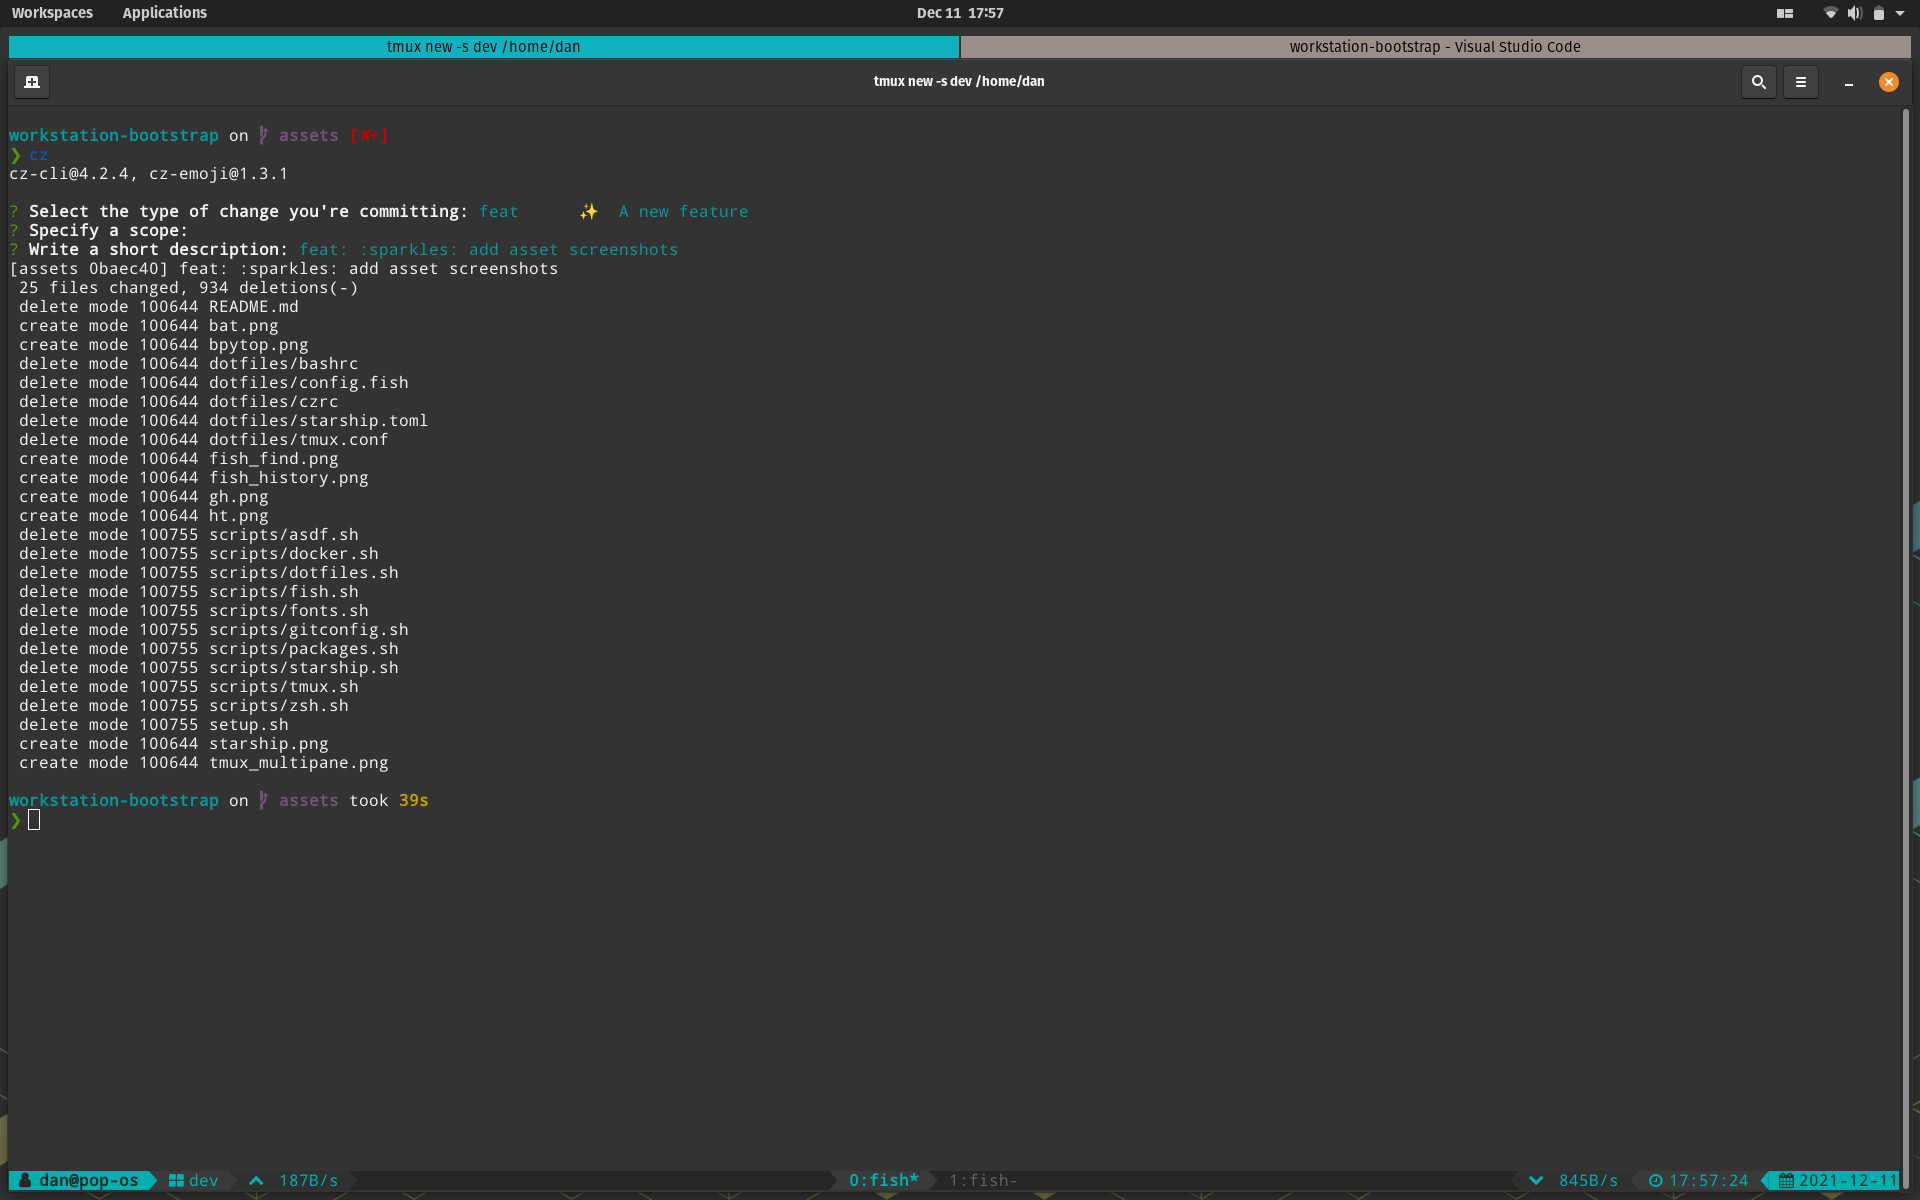 Workspaces Applications Dec 11 17:57
tmux new -s dev /home/dan workstation-bootstrap - Visual Studio Code
tmux new -s dev /home/dan
workstation-bootstrap on assets [✘+]
❯ cz
cz-cli@4.2.4, cz-emoji@1.3.1
? Select the type of change you're committing: feat ✨ A new feature
? Specify a scope:
? Write a short description: feat: :sparkles: add asset screenshots
[assets 0baec40] feat: :sparkles: add asset screenshots
25 files changed, 934 deletions(-)
delete mode 100644 README.md
create mode 100644 bat.png
create mode 100644 bpytop.png
delete mode 100644 dotfiles/bashrc
delete mode 100644 dotfiles/config.fish
delete mode 100644 dotfiles/czrc
delete mode 100644 dotfiles/starship.toml
delete mode 100644 dotfiles/tmux.conf
create mode 100644 fish_find.png
create mode 100644 fish_history.png
create mode 100644 gh.png
create mode 100644 ht.png
delete mode 100755 scripts/asdf.sh
delete mode 100755 scripts/docker.sh
delete mode 100755 scripts/dotfiles.sh
delete mode 100755 scripts/fish.sh
delete mode 100755 scripts/fonts.sh
delete mode 100755 scripts/gitconfig.sh
delete mode 100755 scripts/packages.sh
delete mode 100755 scripts/starship.sh
delete mode 100755 scripts/tmux.sh
delete mode 100755 scripts/zsh.sh
delete mode 100755 setup.sh
create mode 100644 starship.png
create mode 100644 tmux_multipane.png
workstation-bootstrap on assets took 39s
❯
dan@pop-os dev 187B/s 0:fish* 1:fish- 845B/s 17:57:24 2021-12-11